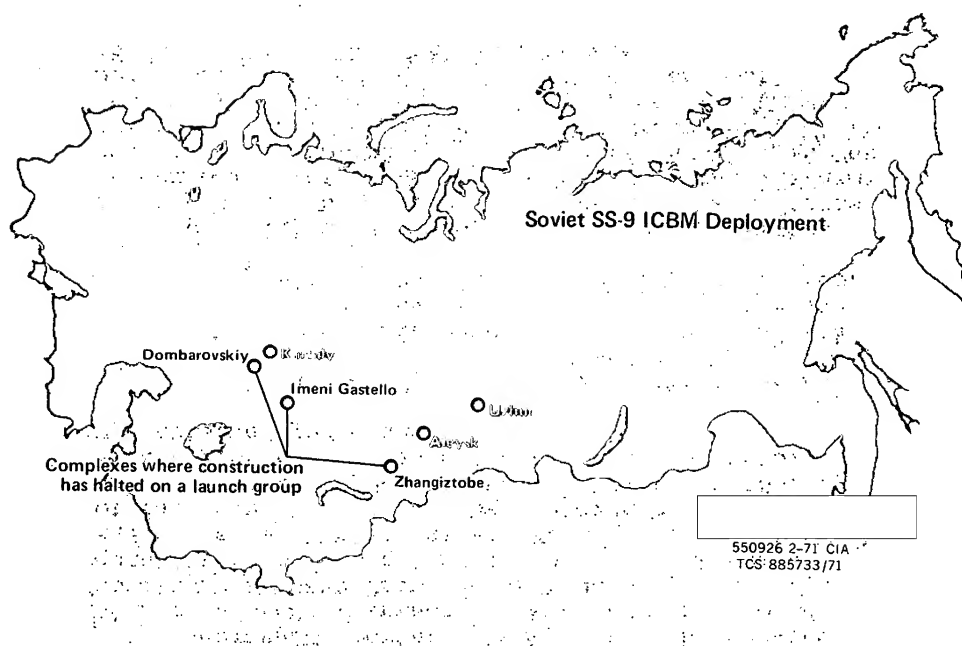 Soviet SS-9 ICBM Deployment
Dombarovskiy
Imeni Gastello
Complexes where construction
has halted on a launch group
Zhangiztobe
550926 2-71 CIA
TCS 885733/71